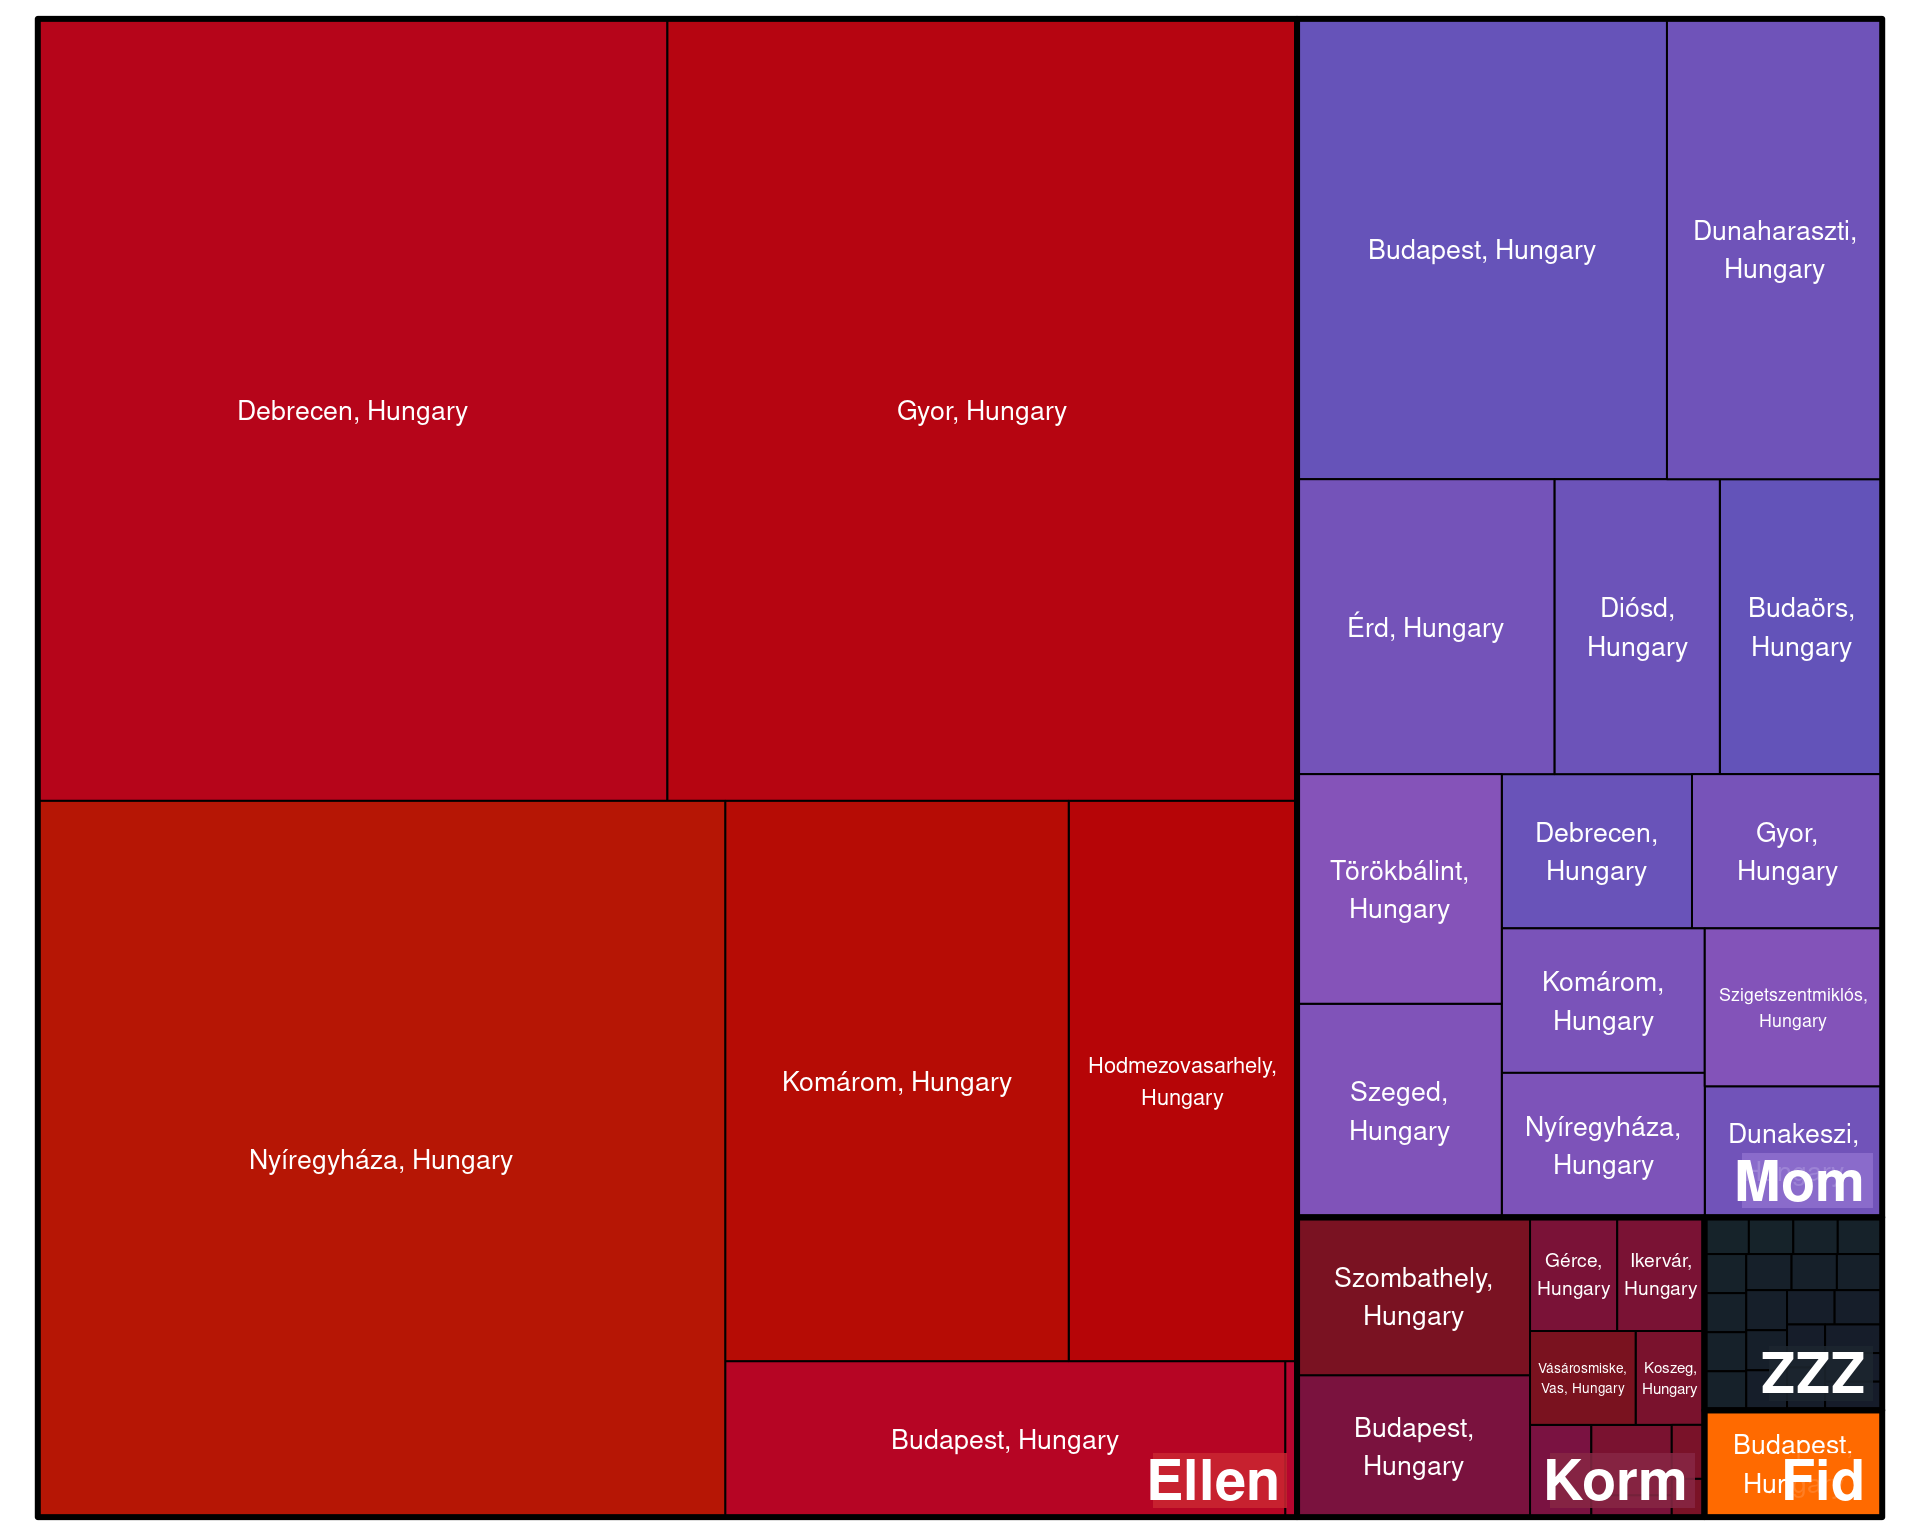 Debrecen, Hungary
Gyor, Hungary
Nyíregyháza, Hungary
Komárom, Hungary
Hodmezovasarhely,
Hungary
Budapest, Hungary
Ellen
Budapest, Hungary
Dunaharaszti,
Hungary
Érd, Hungary
Diósd,
Hungary
Budaörs,
Hungary
Törökbálint,
Hungary
Debrecen,
Hungary
Gyor,
Hungary
Szeged,
Hungary
Komárom,
Hungary
Szigetszentmiklós,
Hungary
Nyíregyháza,
Hungary
Dunakeszi,
Hungary
Mom
Szombathely,
Hungary
Gérce,
Hungary
Ikervár,
Hungary
Vásárosmiske,
Vas, Hungary
Koszeg,
Hungary
Budapest,
Hungary
Korm
ZZZ
Budapest,
Hungary
Fid